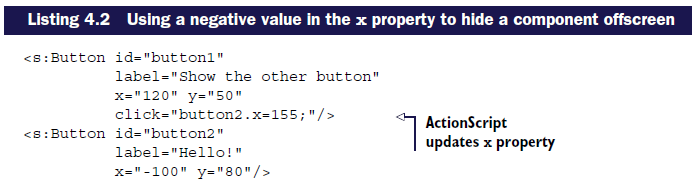 Listing 4.2 Using a negative value in the x property to hide a component offscreen
<s:Button id="button1"
label="Show the other button"
x="120" y="50"
click="button2.x=155;"/>
ActionScript
updates x property
<s:Button id="button2"
label="Hello!"
x="-100" y="80"/>